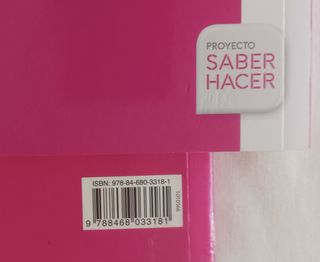 PROYECTO
SABER
HACER
ISBN: 978-84-680-3318-1
9 788468 033181